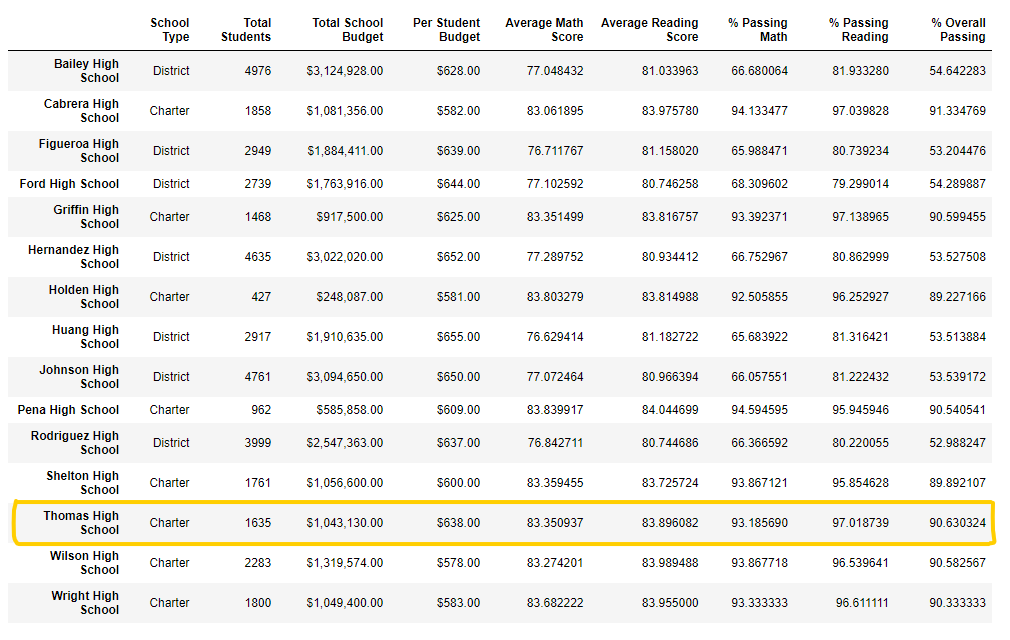 School Type Total Students Total School Budget Per Student Budget Average Math Score Average Reading Score % Passing Math % Passing Reading % Overall Passing
Bailey High School District 4976 $3,124,928.00 $628.00 77.048432 81.033963 66.680064 81.933280 54.642283
Cabrera High School Charter 1858 $1,081,356.00 $582.00 83.061895 83.975780 94.133477 97.039828 91.334769
Figueroa High School District 2949 $1,884,411.00 $639.00 76.711767 81.158020 65.988471 80.739234 53.204476
Ford High School District 2739 $1,763,916.00 $644.00 77.102592 80.746258 68.309602 79.299014 54.289887
Griffin High School Charter 1468 $917,500.00 $625.00 83.351499 83.816757 93.392371 97.138965 90.599455
Hernandez High School District 4635 $3,022,020.00 $652.00 77.289752 80.934412 66.752967 80.862999 53.527508
Holden High School Charter 427 $248,087.00 $581.00 83.803279 83.814988 92.505855 96.252927 89.227166
Huang High School District 2917 $1,910,635.00 $655.00 76.629414 81.182722 65.683922 81.316421 53.513884
Johnson High School District 4761 $3,094,650.00 $650.00 77.072464 80.966394 66.057551 81.222432 53.539172
Pena High School Charter 962 $585,858.00 $609.00 83.839917 84.044699 94.594595 95.945946 90.540541
Rodriguez High School District 3999 $2,547,363.00 $637.00 76.842711 80.744686 66.366592 80.220055 52.988247
Shelton High School Charter 1761 $1,056,600.00 $600.00 83.359455 83.725724 93.867121 95.854628 89.892107
Thomas High School Charter 1635 $1,043,130.00 $638.00 83.350937 83.896082 93.185690 97.018739 90.630324
Wilson High School Charter 2283 $1,319,574.00 $578.00 83.274201 83.989488 93.867718 96.539641 90.582567
Wright High School Charter 1800 $1,049,400.00 $583.00 83.682222 83.955000 93.333333 96.611111 90.333333